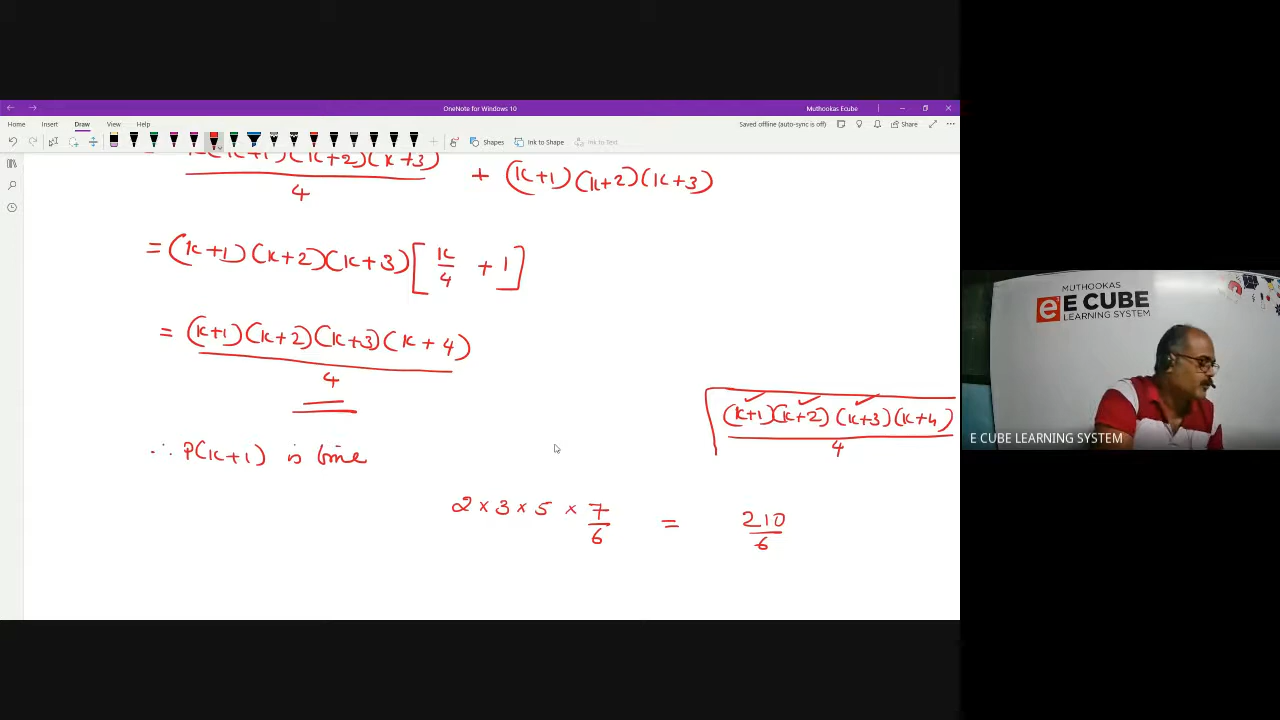 OneNote for Windows 10
Muthookas Ecube
Home Insert Draw View Help
Saved offline (auto-sync is off) Share
Shapes Ink to Shape Ink to Text
= k(k+1)(k+2)(k+3)/4 + (k+1)(k+2)(k+3)
= (k+1)(k+2)(k+3)[k/4 + 1]
= (k+1)(k+2)(k+3)(k+4)/4
(k+1)(k+2)(k+3)(k+4)/4
∴ P(k+1) is true
2 × 3 × 5 × 7/6 = 210/6
MUTHOOKAS
e E CUBE
LEARNING SYSTEM
E CUBE LEARNING SYSTEM